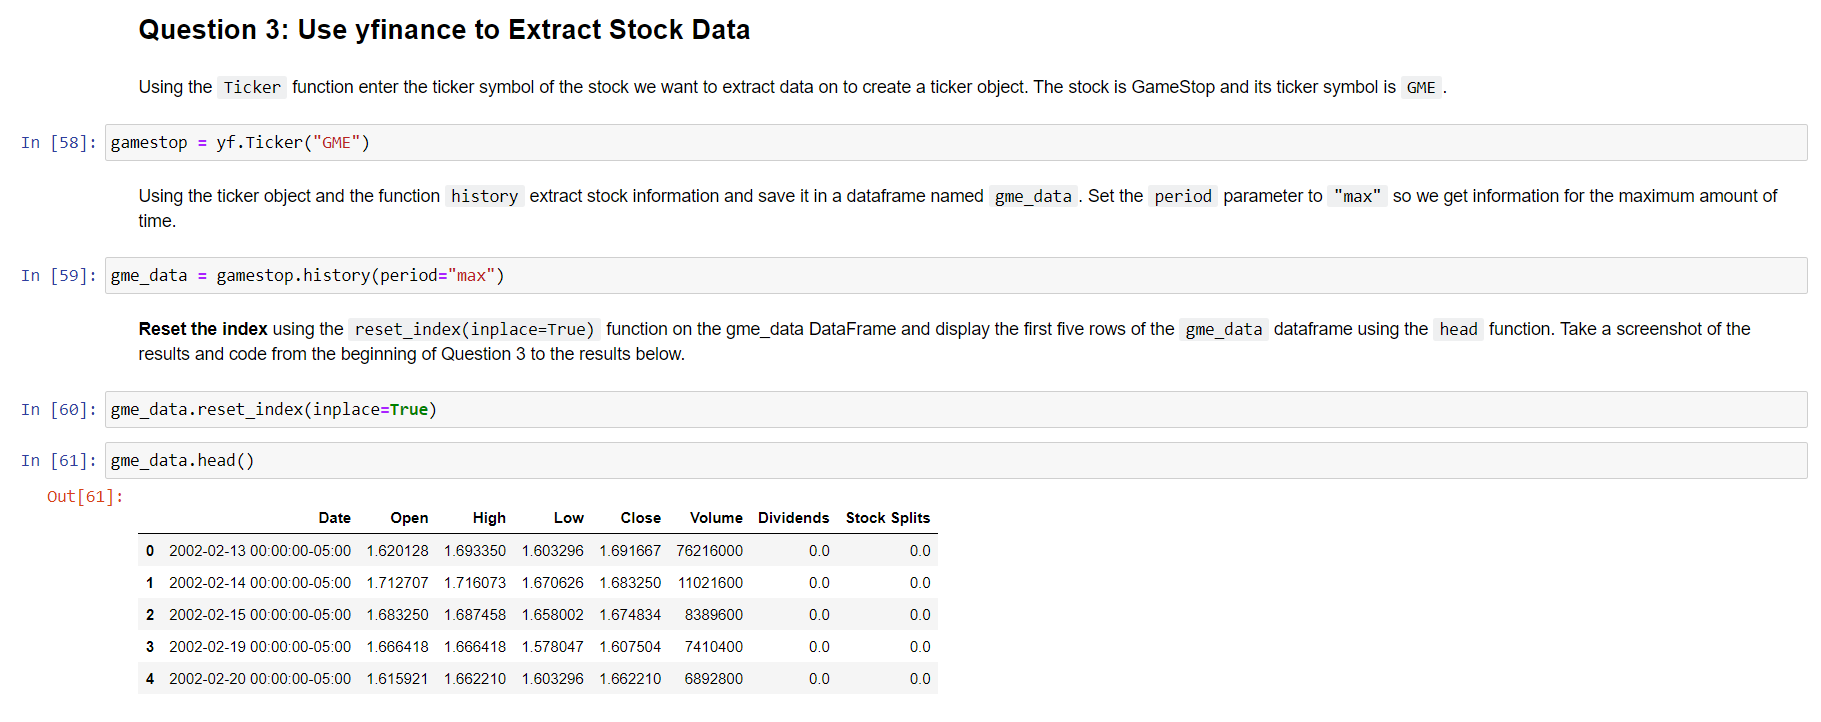 Question 3: Use yfinance to Extract Stock Data
Using the Ticker function enter the ticker symbol of the stock we want to extract data on to create a ticker object. The stock is GameStop and its ticker symbol is GME .
In [58]: gamestop = yf.Ticker("GME")
Using the ticker object and the function history extract stock information and save it in a dataframe named gme_data . Set the period parameter to "max" so we get information for the maximum amount of
time.
In [59]: gme_data = gamestop.history(period="max")
Reset the index using the reset_index(inplace=True) function on the gme_data DataFrame and display the first five rows of the gme_data dataframe using the head function. Take a screenshot of the
results and code from the beginning of Question 3 to the results below.
In [60]: gme_data.reset_index(inplace=True)
In [61]: gme_data.head()
Out[61]:
Date Open High Low Close Volume Dividends Stock Splits
0 2002-02-13 00:00:00-05:00 1.620128 1.693350 1.603296 1.691667 76216000 0.0 0.0
1 2002-02-14 00:00:00-05:00 1.712707 1.716073 1.670626 1.683250 11021600 0.0 0.0
2 2002-02-15 00:00:00-05:00 1.683250 1.687458 1.658002 1.674834 8389600 0.0 0.0
3 2002-02-19 00:00:00-05:00 1.666418 1.666418 1.578047 1.607504 7410400 0.0 0.0
4 2002-02-20 00:00:00-05:00 1.615921 1.662210 1.603296 1.662210 6892800 0.0 0.0